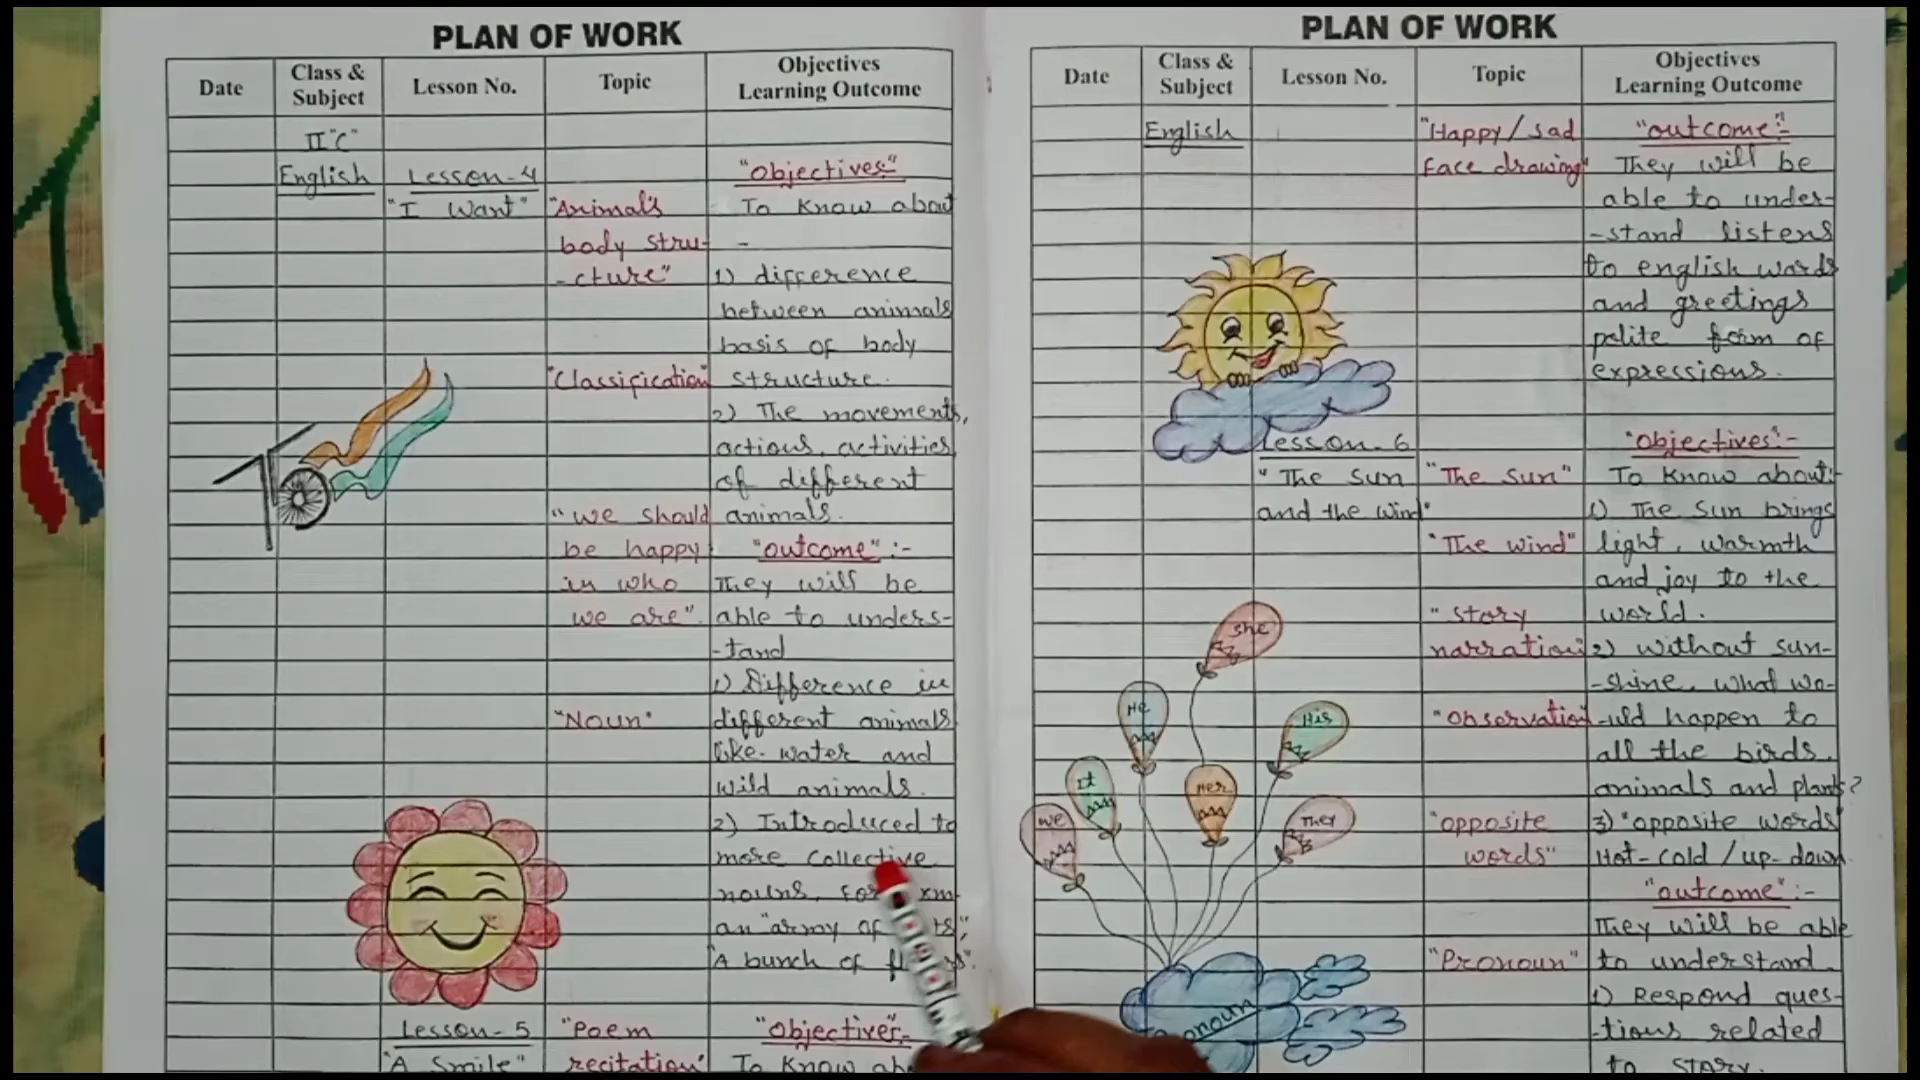 PLAN OF WORK
Date Class & Subject Lesson No. Topic Objectives Learning Outcome
II "C"
English Lesson-4 "Objectives:-"
"I Want" "Animal's To Know about
body stru- -
-cture" 1) difference
between animals
basis of body
"Classification" structure.
2) The movements,
actions, activities
of different
"we should animals.
be happy "outcome":-
in who They will be
we are". able to unders-
-tand
1) Difference in
"Noun" different animals
like- water and
wild animals.
2) Introduced to
more collective
nouns,
an "army of
"A bunch of
Lesson-5 "Poem "Objective":-
"A Smile" recitation" To Know
PLAN OF WORK
Date Class & Subject Lesson No. Topic Objectives Learning Outcome
English "Happy/sad "outcome":-
face drawing" They will be
able to under-
-stand listens
to english words
and greetings
polite form of
expressions.
Lesson-6 "Objectives":-
"The Sun "The Sun" To Know about:-
and the wind" 1) The Sun brings
"The wind" light, warmth
and joy to the
"Story world.
narration" 2) without sun-
-shine, what wo-
"Observation" -uld happen to
all the birds,
animals and plants?
"opposite 3) "opposite words"
words" Hot-cold/up-down
"outcome":-
They will be able
"Pronoun" to understand.
1) Respond ques-
-tions related
to story.
She
He
His
It
Her
we
They